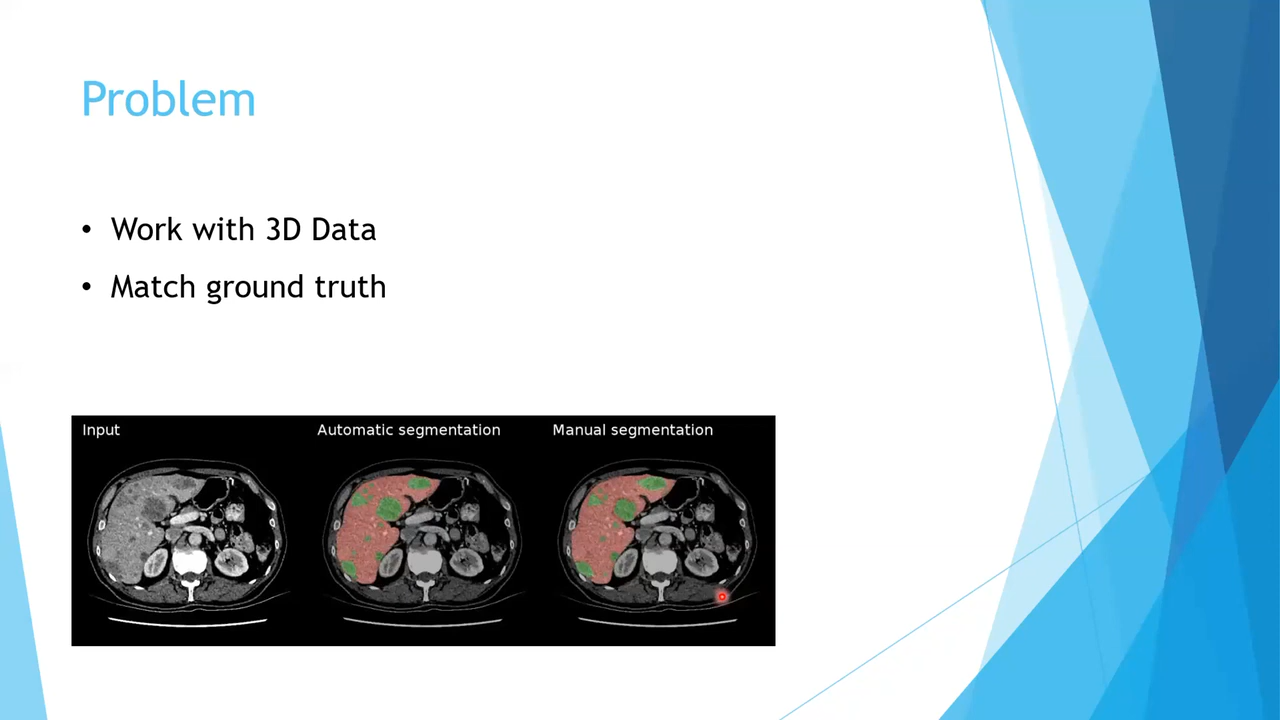 Problem
• Work with 3D Data
• Match ground truth
Input
Automatic segmentation
Manual segmentation